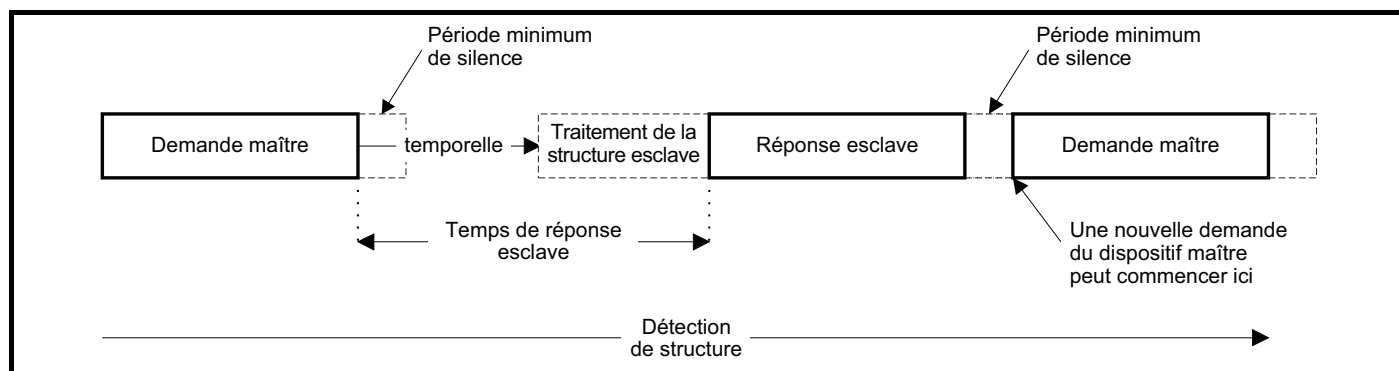 Période minimum
de silence
Période minimum
de silence
Demande maître
temporelle
Traitement de la
structure esclave
Réponse esclave
Demande maître
Temps de réponse
esclave
Une nouvelle demande
du dispositif maître
peut commencer ici
Détection
de structure